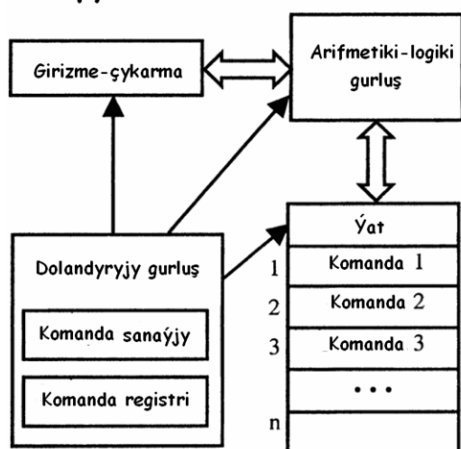 Girizme-çykarma
Arifmetiki-logiki
gurluş
Dolandyryjy gurluş
Komanda sanaýjy
Komanda registri
Ýat
1 Komanda 1
2 Komanda 2
3 Komanda 3
...
n